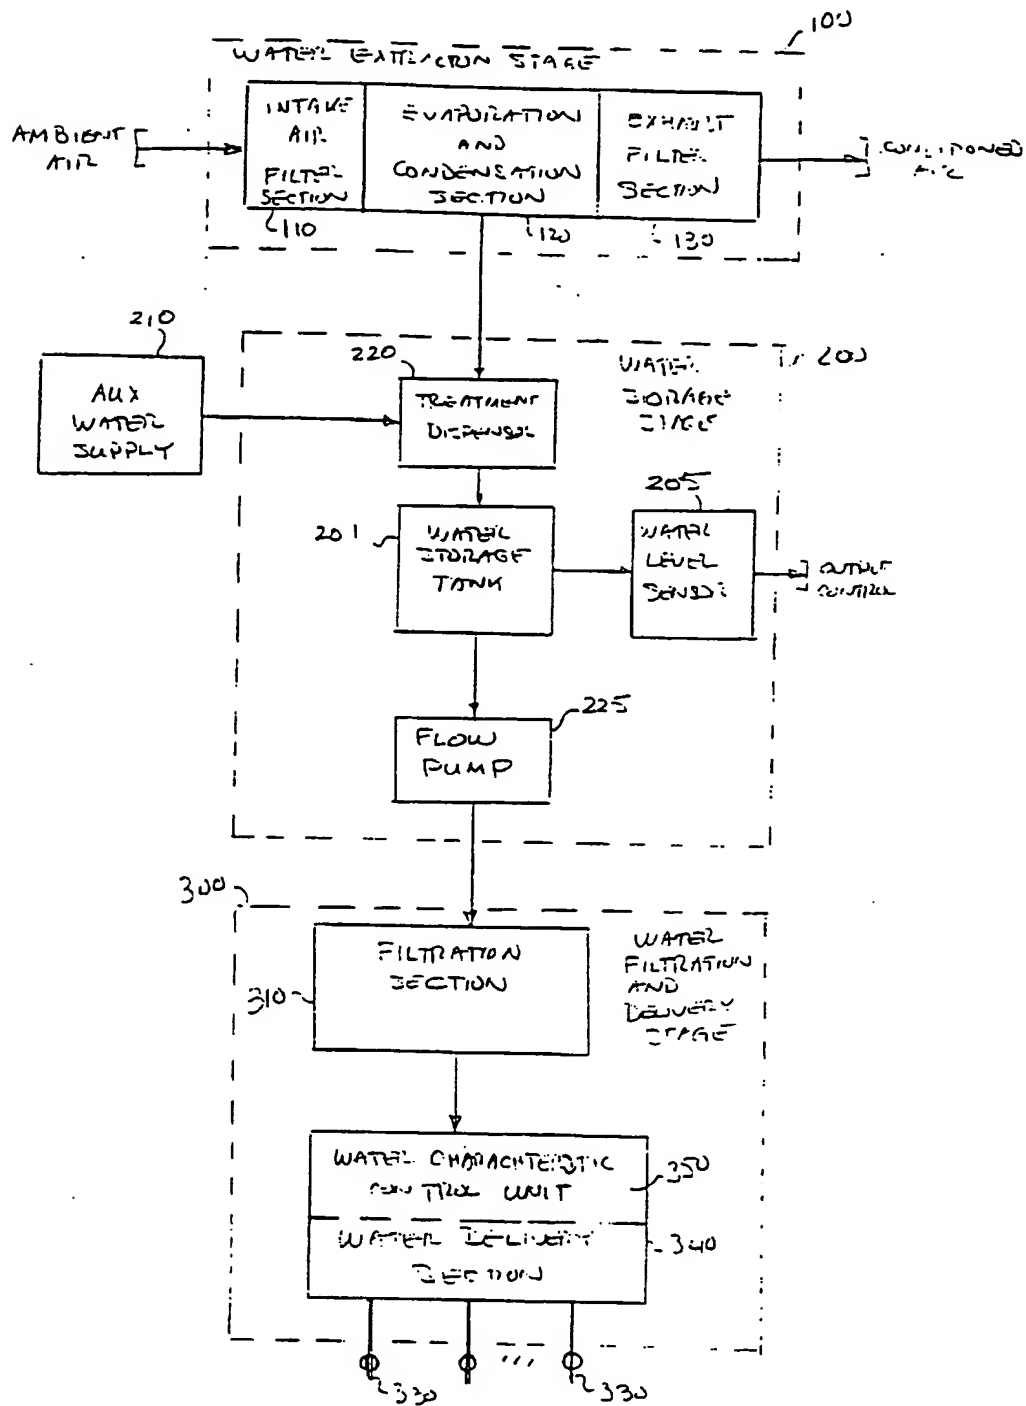 100
WATER EXTRACTION STAGE
AMBIENT
AIR
INTAKE
AIR
FILTER
SECTION
110
EVAPORATION
AND
CONDENSATION
SECTION
120
EXHAUST
FILTER
SECTION
130
CONDITIONED
AIR
210
AUX
WATER
SUPPLY
200
WATER
STORAGE
STAGE
220
TREATMENT
DISPENSER
201
WATER
STORAGE
TANK
205
WATER
LEVEL
SENSOR
OUTPUT
CONTROL
225
FLOW
PUMP
300
WATER
FILTRATION
AND
DELIVERY
STAGE
310
FILTRATION
SECTION
WATER CHARACHTERISTIC
CONTROL UNIT
350
WATER DELIVERY
SECTION
340
330
330